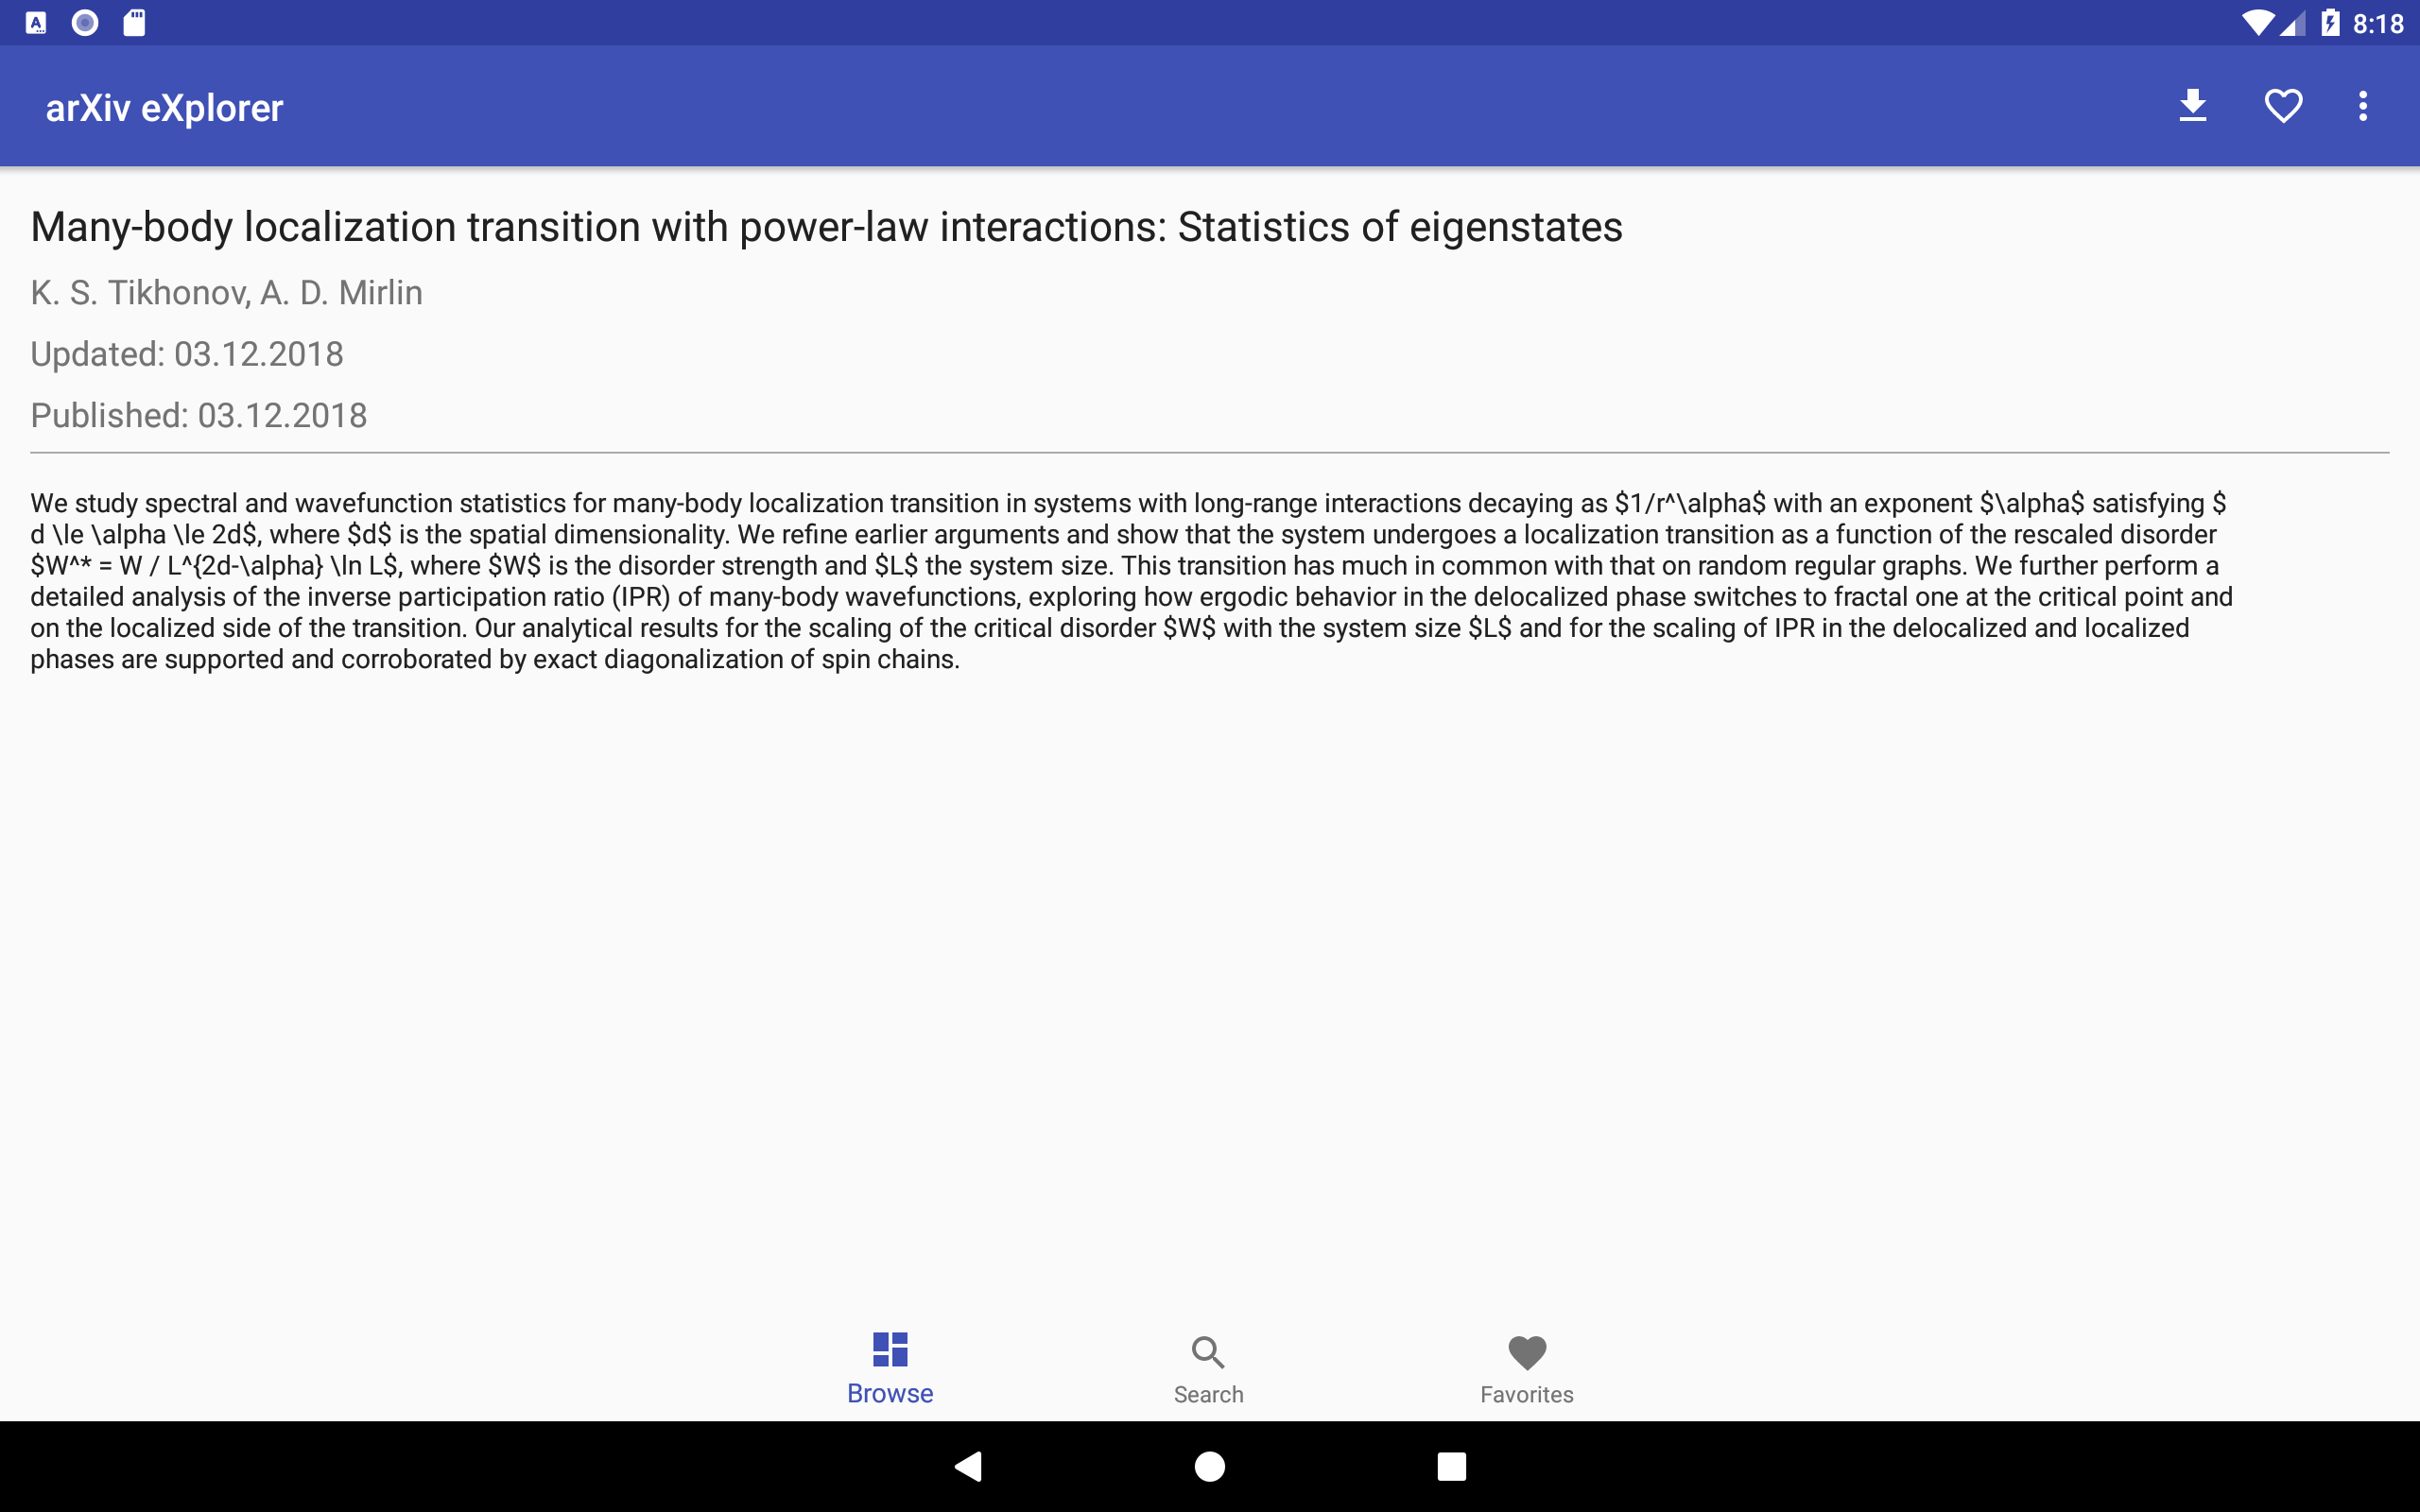 8:18
arXiv eXplorer
Many-body localization transition with power-law interactions: Statistics of eigenstates
K. S. Tikhonov, A. D. Mirlin
Updated: 03.12.2018
Published: 03.12.2018
We study spectral and wavefunction statistics for many-body localization transition in systems with long-range interactions decaying as $1/r^\alpha$ with an exponent $\alpha$ satisfying $
d \le \alpha \le 2d$, where $d$ is the spatial dimensionality. We refine earlier arguments and show that the system undergoes a localization transition as a function of the rescaled disorder
$W^* = W / L^{2d-\alpha} \ln L$, where $W$ is the disorder strength and $L$ the system size. This transition has much in common with that on random regular graphs. We further perform a
detailed analysis of the inverse participation ratio (IPR) of many-body wavefunctions, exploring how ergodic behavior in the delocalized phase switches to fractal one at the critical point and
on the localized side of the transition. Our analytical results for the scaling of the critical disorder $W$ with the system size $L$ and for the scaling of IPR in the delocalized and localized
phases are supported and corroborated by exact diagonalization of spin chains.
Browse
Search
Favorites